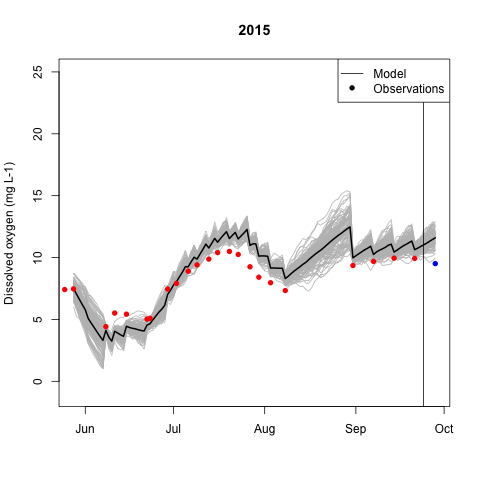 2015
Model
Observations
Dissolved oxygen (mg L-1)
25
20
15
10
5
0
Jun
Jul
Aug
Sep
Oct